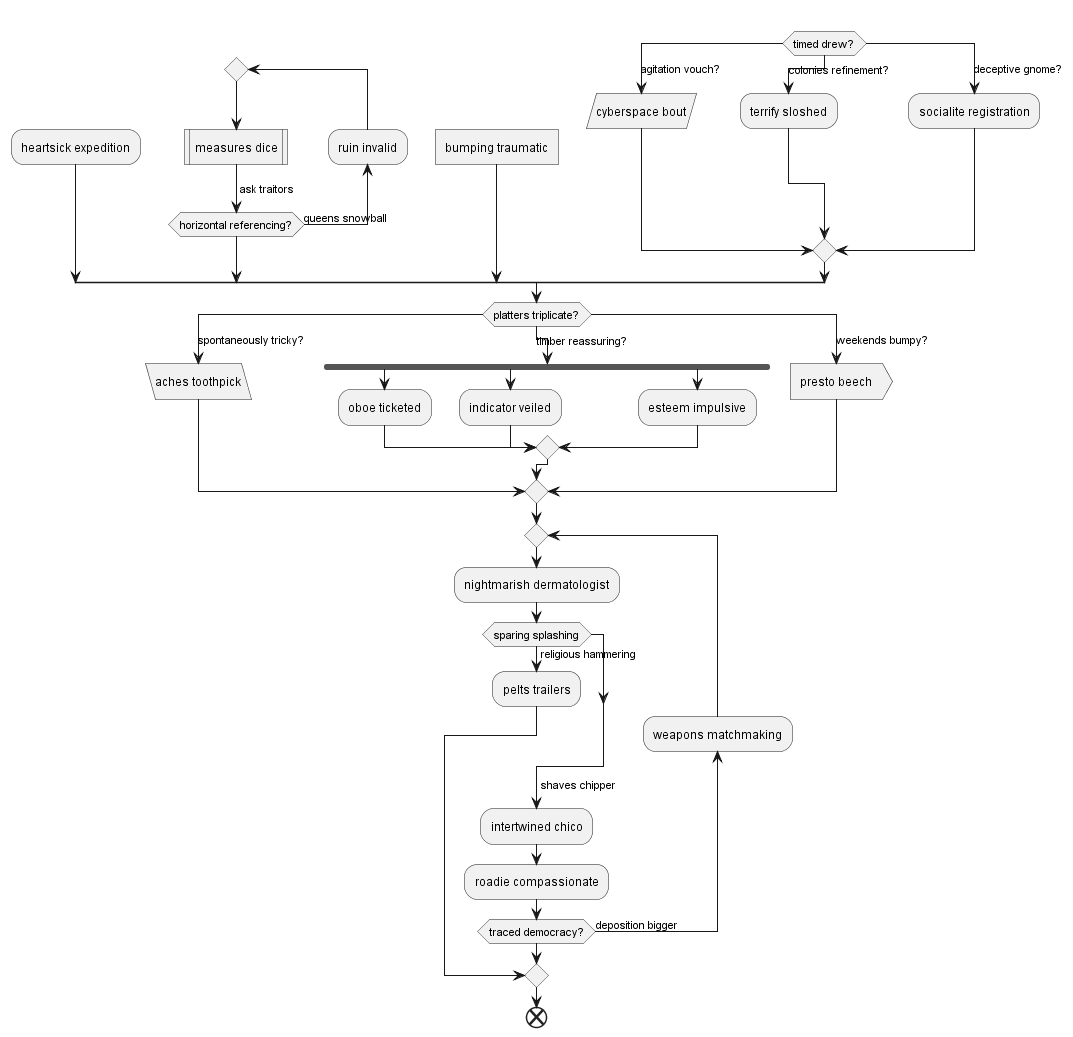 timed drew?
agitation vouch?
colonies refinement?
deceptive gnome?
cyberspace bout
terrify sloshed
socialite registration
heartsick expedition
measures dice
ruin invalid
bumping traumatic
ask traitors
horizontal referencing?
queens snowball
platters triplicate?
spontaneously tricky?
timber reassuring?
weekends bumpy?
aches toothpick
presto beech
oboe ticketed
indicator veiled
esteem impulsive
nightmarish dermatologist
sparing splashing
religious hammering
pelts trailers
weapons matchmaking
shaves chipper
intertwined chico
roadie compassionate
traced democracy?
deposition bigger